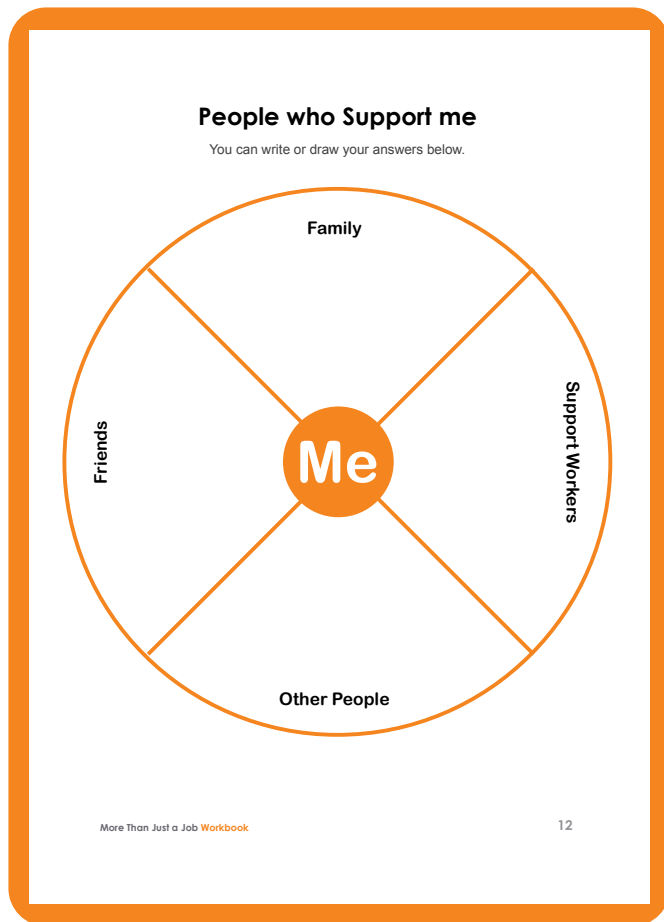 People who Support me
You can write or draw your answers below.
Family
Friends
Support Workers
Me
Other People
More Than Just a Job Workbook
12